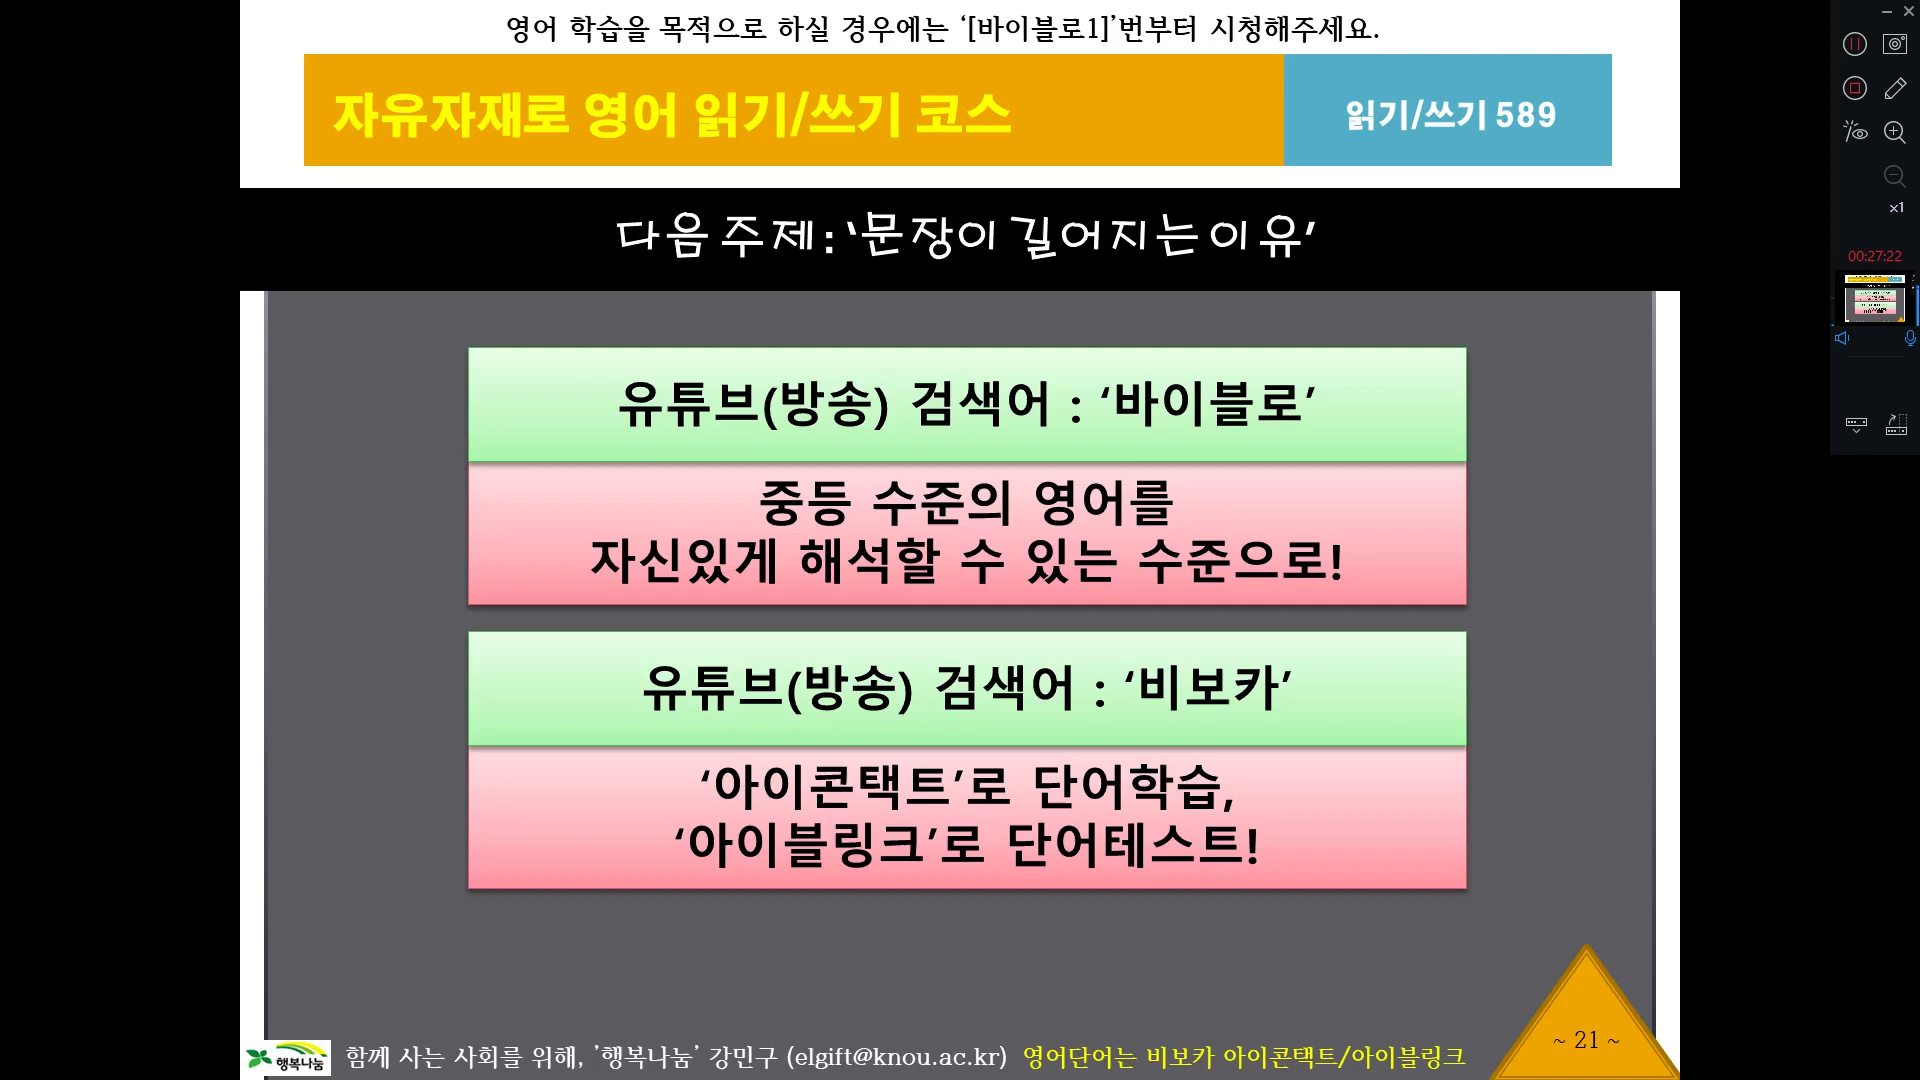 영어 학습을 목적으로 하실 경우에는 ‘[바이블로1]’번부터 시청해주세요.
자유자재로 영어 읽기/쓰기 코스
읽기/쓰기 589
다음 주제 : ‘문장이 길어지는 이유’
유튜브(방송) 검색어 : ‘바이블로’
중등 수준의 영어를
자신있게 해석할 수 있는 수준으로!
유튜브(방송) 검색어 : ‘비보카’
‘아이콘택트’로 단어학습,
‘아이블링크’로 단어테스트!
~ 21 ~
행복나눔
함께 사는 사회를 위해, ’행복나눔’ 강민구 (elgift@knou.ac.kr) 영어단어는 비보카 아이콘택트/아이블링크
x1
00:27:22